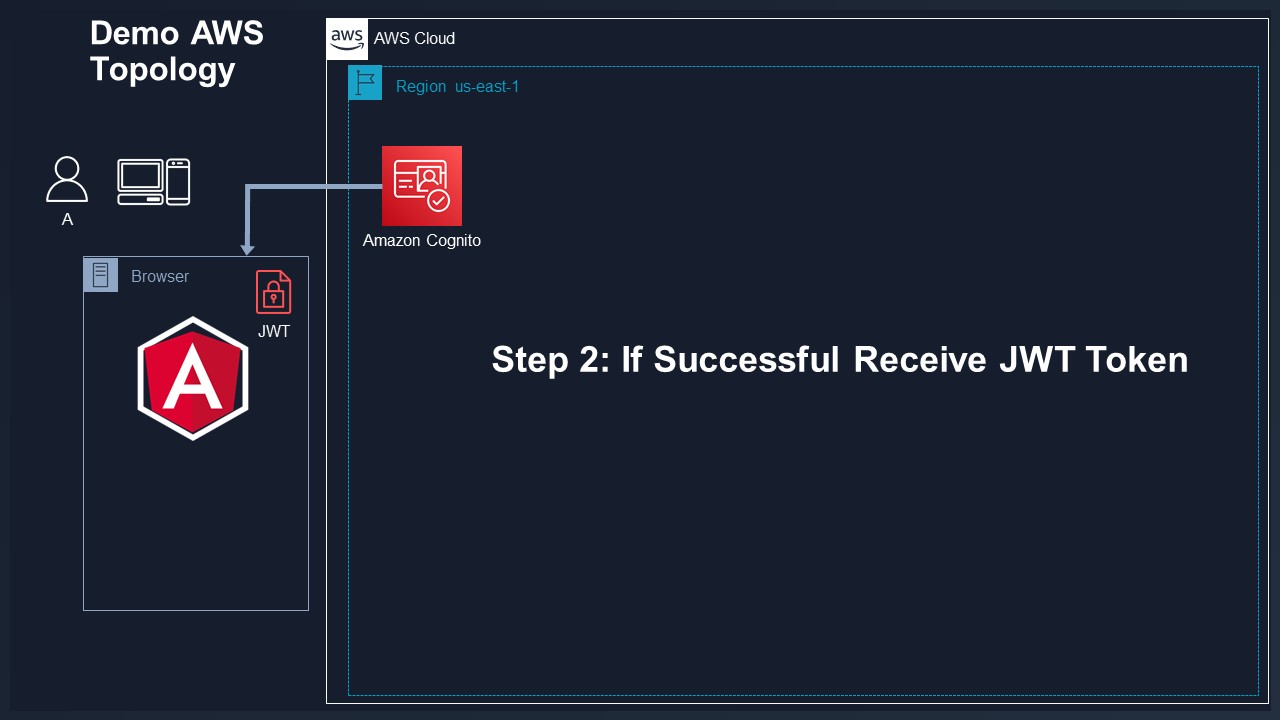 Demo AWS
Topology
aws
AWS Cloud
Region us-east-1
A
Amazon Cognito
Browser
JWT
A
Step 2: If Successful Receive JWT Token